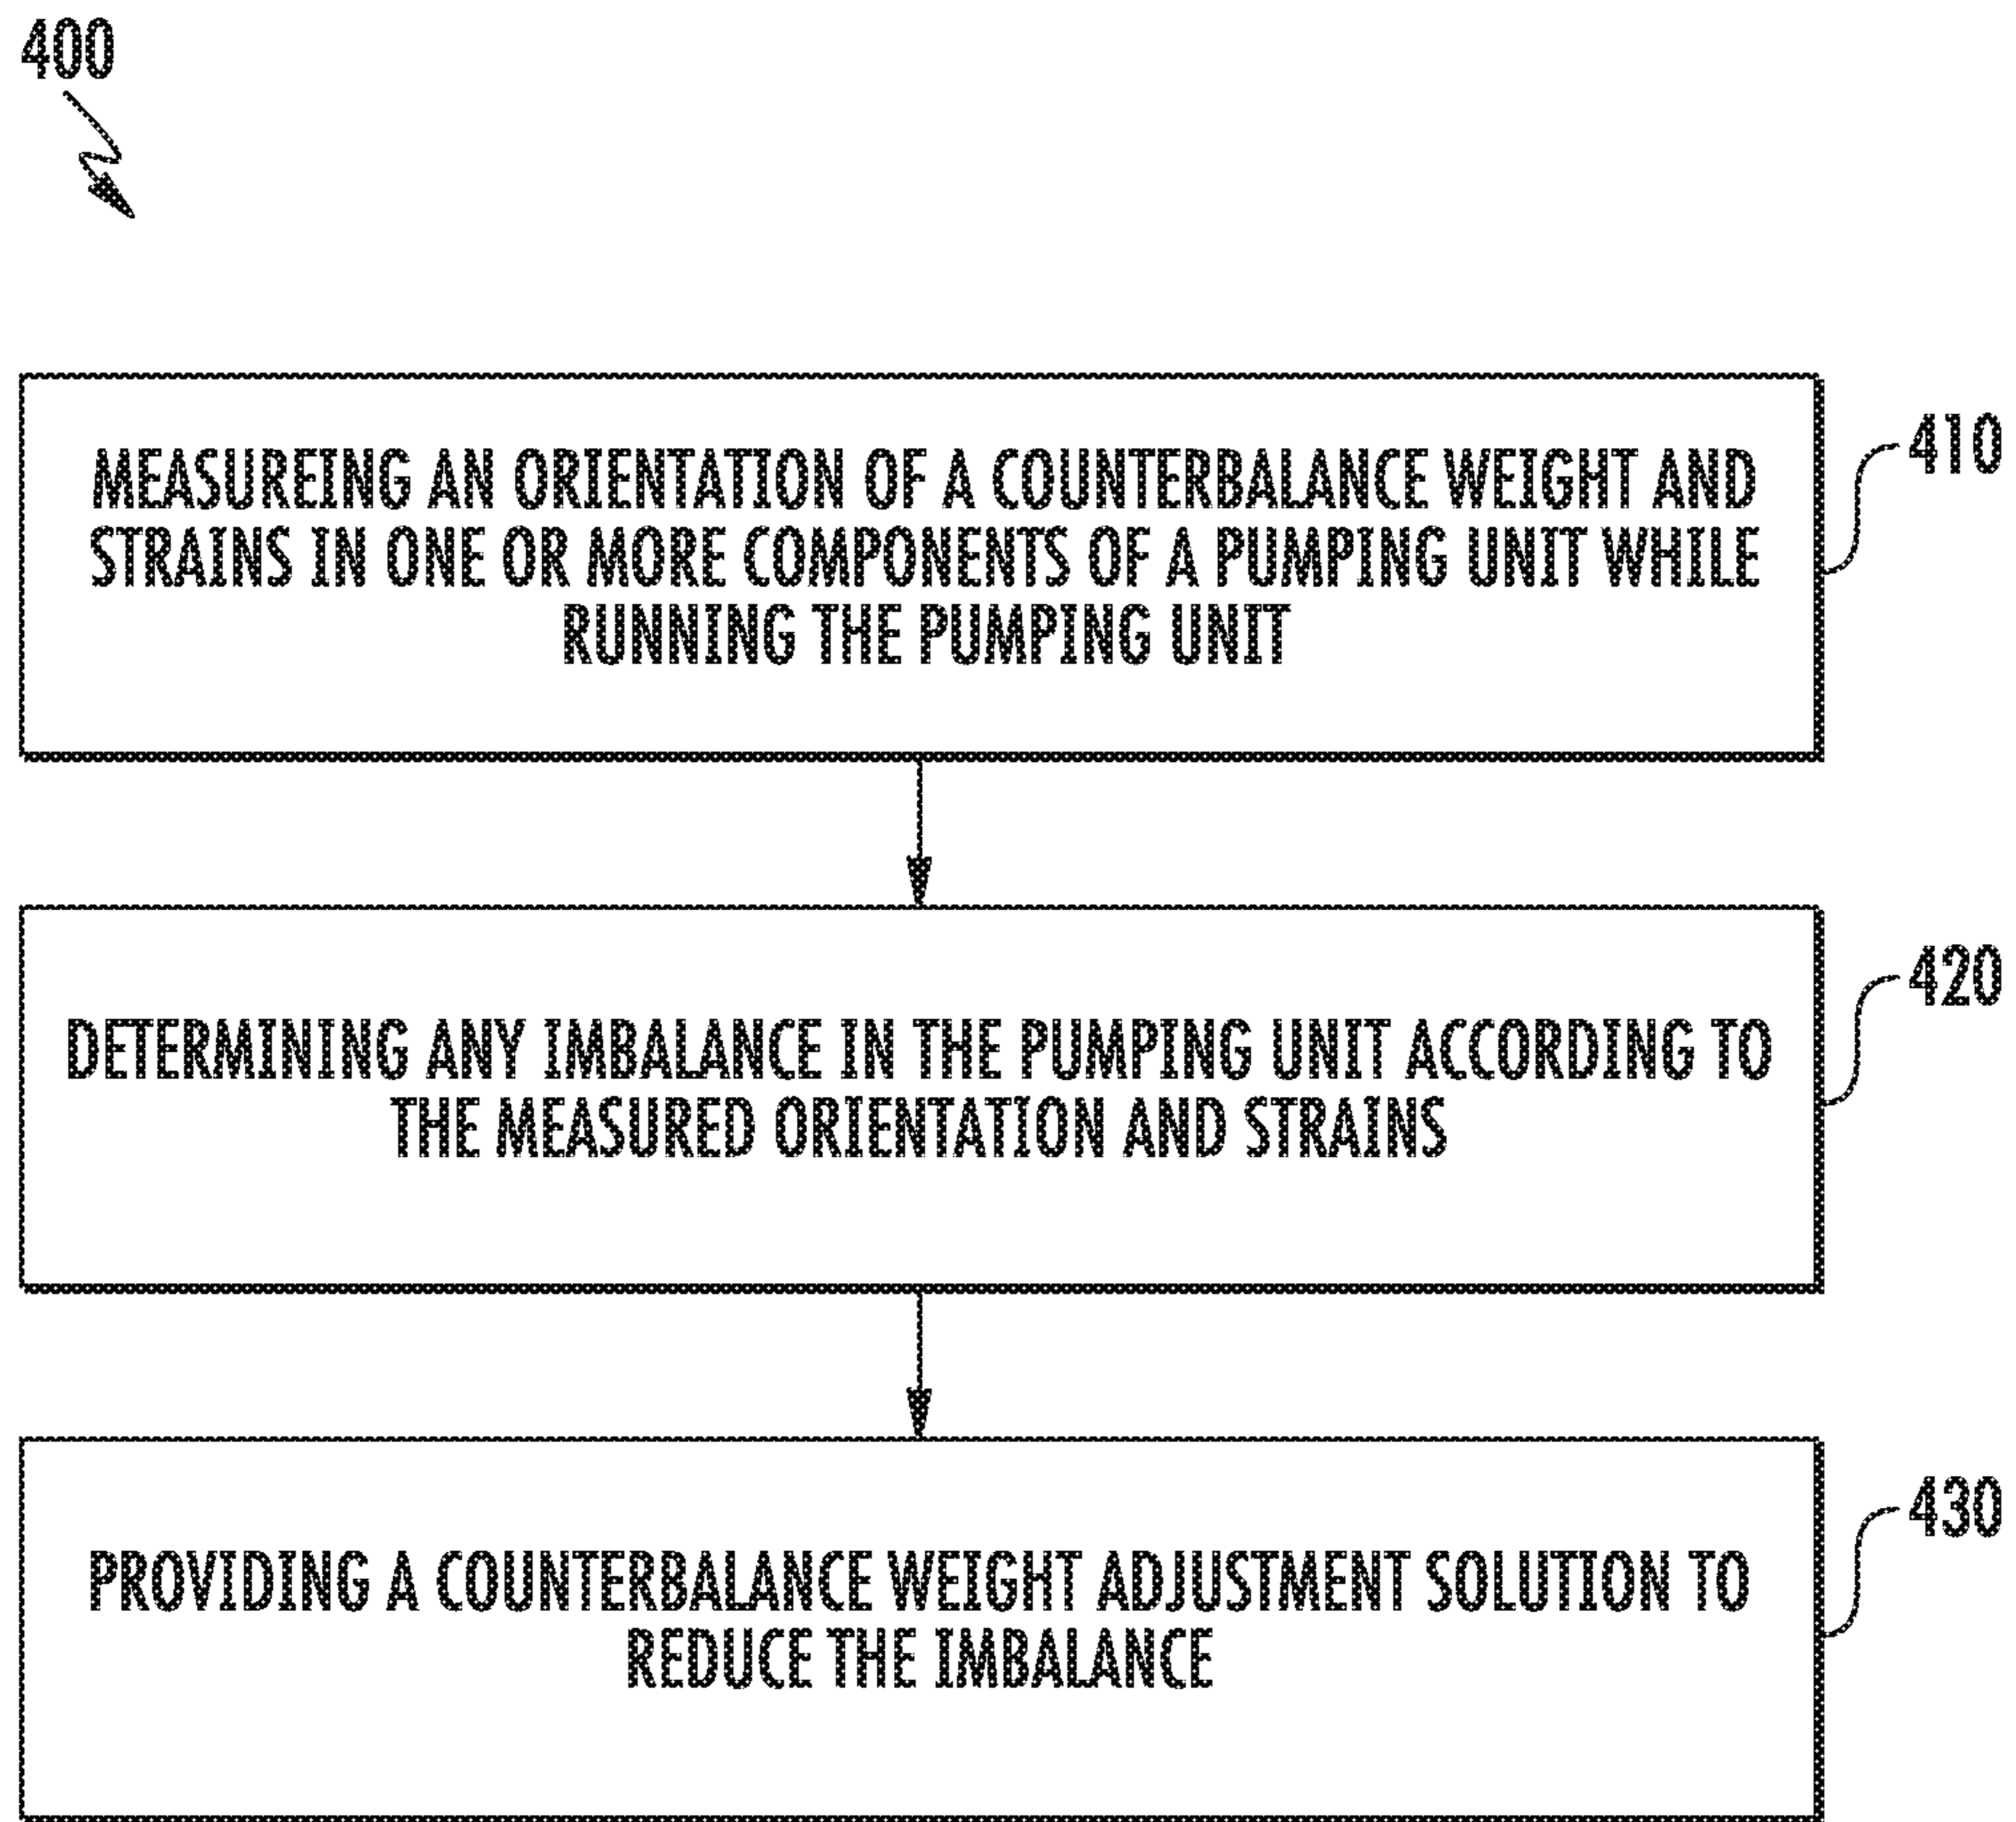 400
MEASUREING AN ORIENTATION OF A COUNTERBALANCE WEIGHT AND
STRAINS IN ONE OR MORE COMPONENTS OF A PUMPING UNIT WHILE
RUNNING THE PUMPING UNIT
410
DETERMINING ANY IMBALANCE IN THE PUMPING UNIT ACCORDING TO
THE MEASURED ORIENTATION AND STRAINS
420
PROVIDING A COUNTERBALANCE WEIGHT ADJUSTMENT SOLUTION TO
REDUCE THE IMBALANCE
430